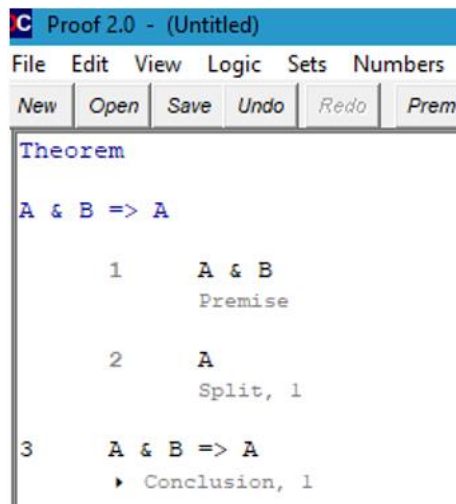 DC Proof 2.0 - (Untitled)
File Edit View Logic Sets Numbers
New Open Save Undo Redo Prem
Theorem
A & B => A
1 A & B
Premise
2 A
Split, 1
3 A & B => A
Conclusion, 1